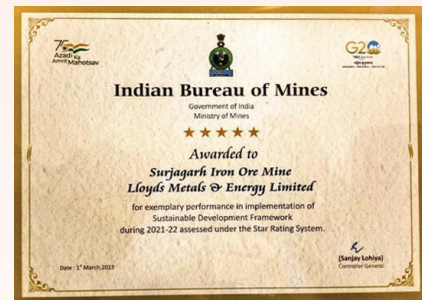 75
Azadi Ka
Amrit Mahotsav
G20
Indian Bureau of Mines
Government of India
Ministry of Mines
Awarded to
Surjagarh Iron Ore Mine
Lloyds Metals & Energy Limited
for exemplary performance in implementation of
Sustainable Development Framework
during 2021-22 assessed under the Star Rating System.
(Sanjay Lohiya)
Controller General
Date : 1st March,2023